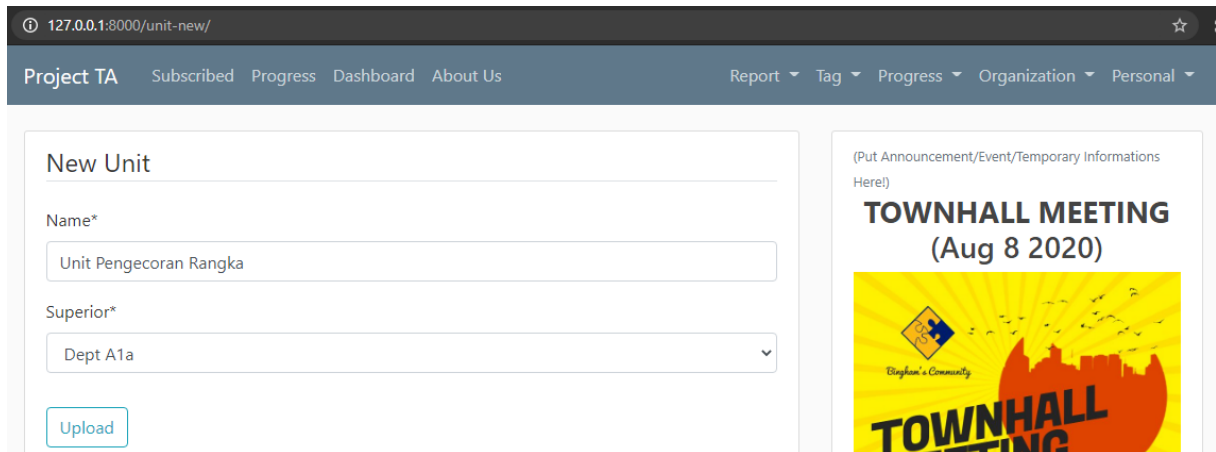 127.0.0.1:8000/unit-new/
Project TA Subscribed Progress Dashboard About Us Report Tag Progress Organization Personal
New Unit
Name*
Unit Pengecoran Rangka
Superior*
Dept A1a
Upload
(Put Announcement/Event/Temporary Informations
Here!)
TOWNHALL MEETING
(Aug 8 2020)
Bingham's Community
TOWNHALL
MEETING